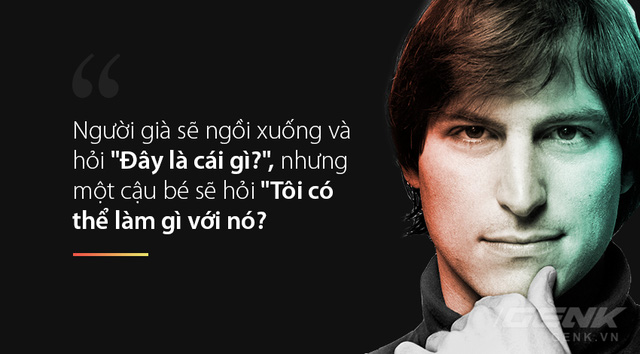 Người già sẽ ngồi xuống và
hỏi "Đây là cái gì?", nhưng
một cậu bé sẽ hỏi "Tôi có
thể làm gì với nó?
GENK
GENK.VN